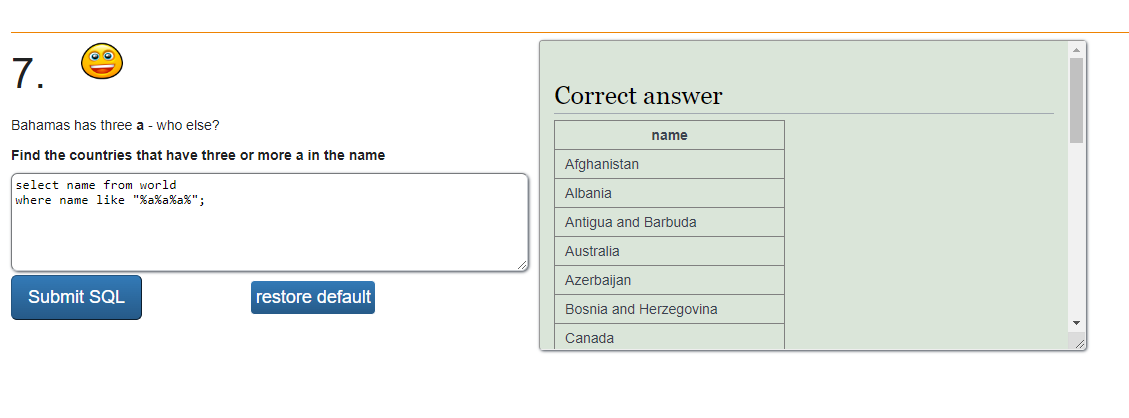 7.
Bahamas has three a - who else?
Find the countries that have three or more a in the name
select name from world
where name like "%a%a%a%";
Submit SQL
restore default
Correct answer
name
Afghanistan
Albania
Antigua and Barbuda
Australia
Azerbaijan
Bosnia and Herzegovina
Canada